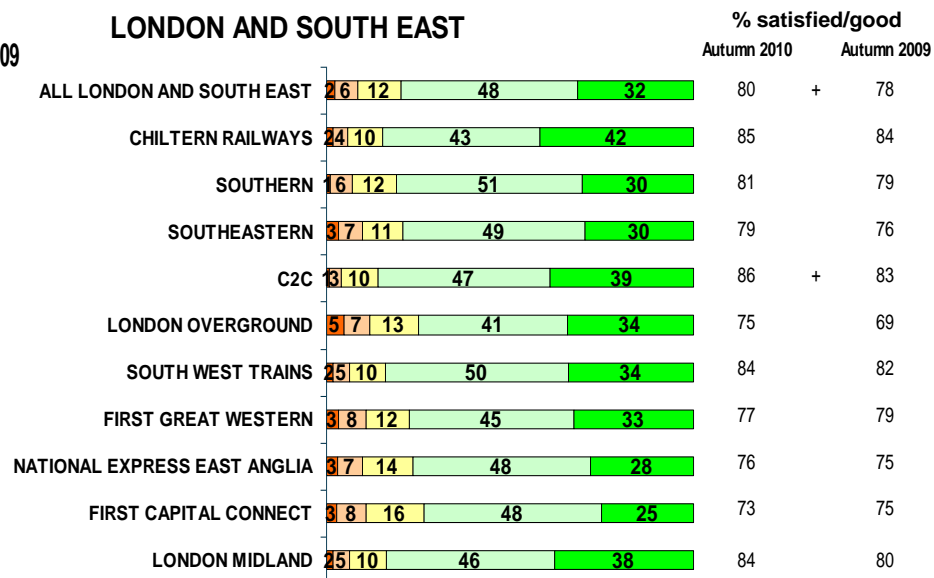 LONDON AND SOUTH EAST % satisfied/good
09 Autumn 2010 Autumn 2009
ALL LONDON AND SOUTH EAST 2 6 12 48 32 80 + 78
CHILTERN RAILWAYS 2 4 10 43 42 85 84
SOUTHERN 1 6 12 51 30 81 79
SOUTHEASTERN 3 7 11 49 30 79 76
C2C 1 3 10 47 39 86 + 83
LONDON OVERGROUND 5 7 13 41 34 75 69
SOUTH WEST TRAINS 2 5 10 50 34 84 82
FIRST GREAT WESTERN 3 8 12 45 33 77 79
NATIONAL EXPRESS EAST ANGLIA 3 7 14 48 28 76 75
FIRST CAPITAL CONNECT 3 8 16 48 25 73 75
LONDON MIDLAND 2 5 10 46 38 84 80